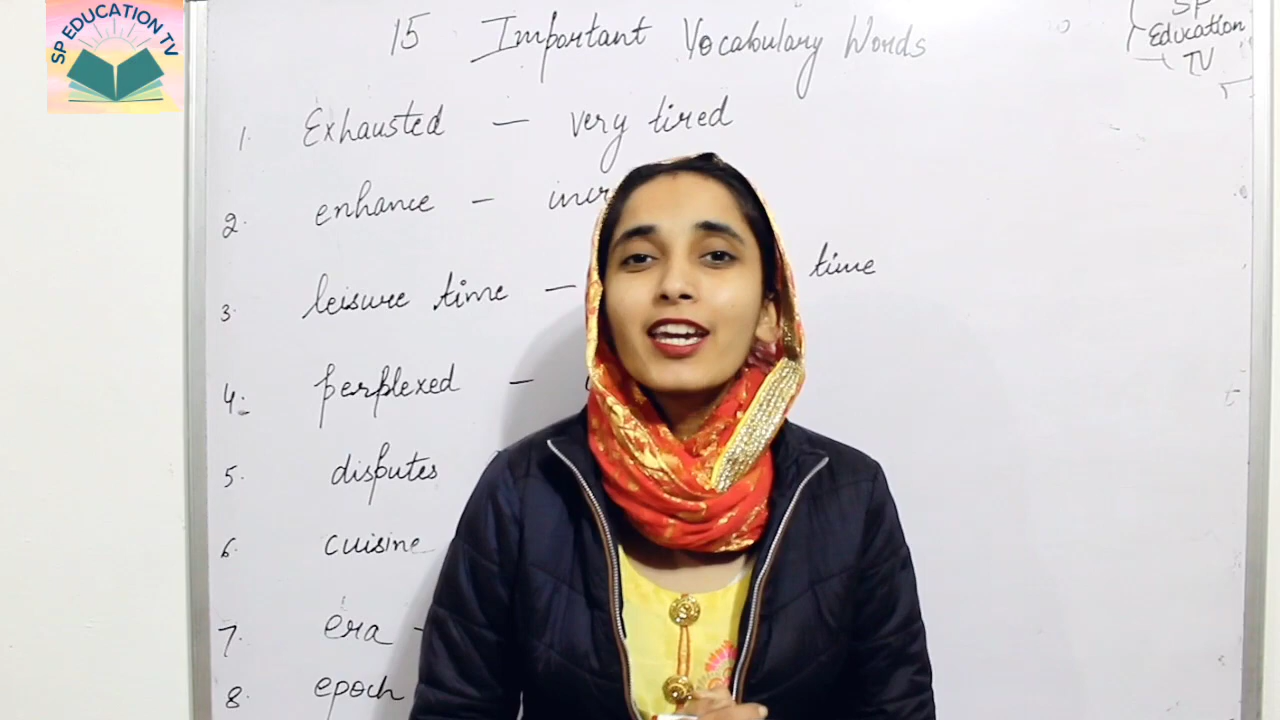 SP EDUCATION TV
15 Important Vocabulary Words
SP
Education
TV
1. Exhausted — very tired
2. enhance — incr
3. leisure time — time
4. perplexed —
5. disputes
6. cuisine
7. era -
8. epoch